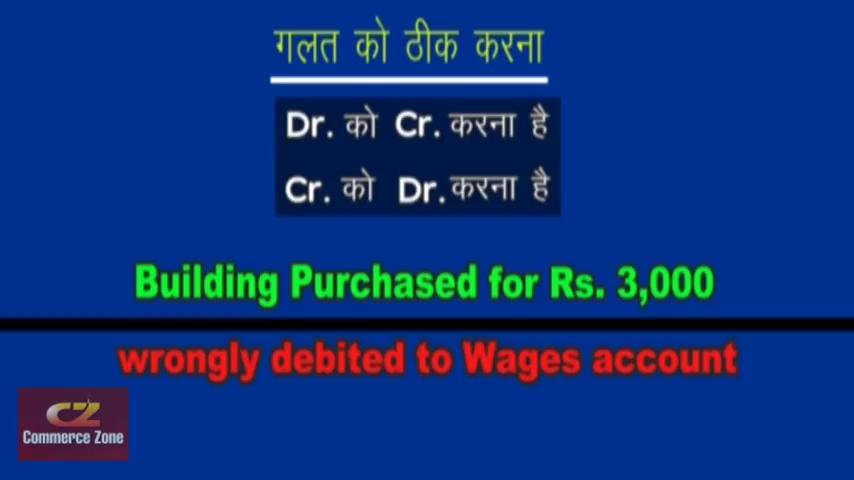 गलत को ठीक करना
Dr. को Cr. करना है
Cr. को Dr. करना है
Building Purchased for Rs. 3,000
wrongly debited to Wages account
CZ
Commerce Zone